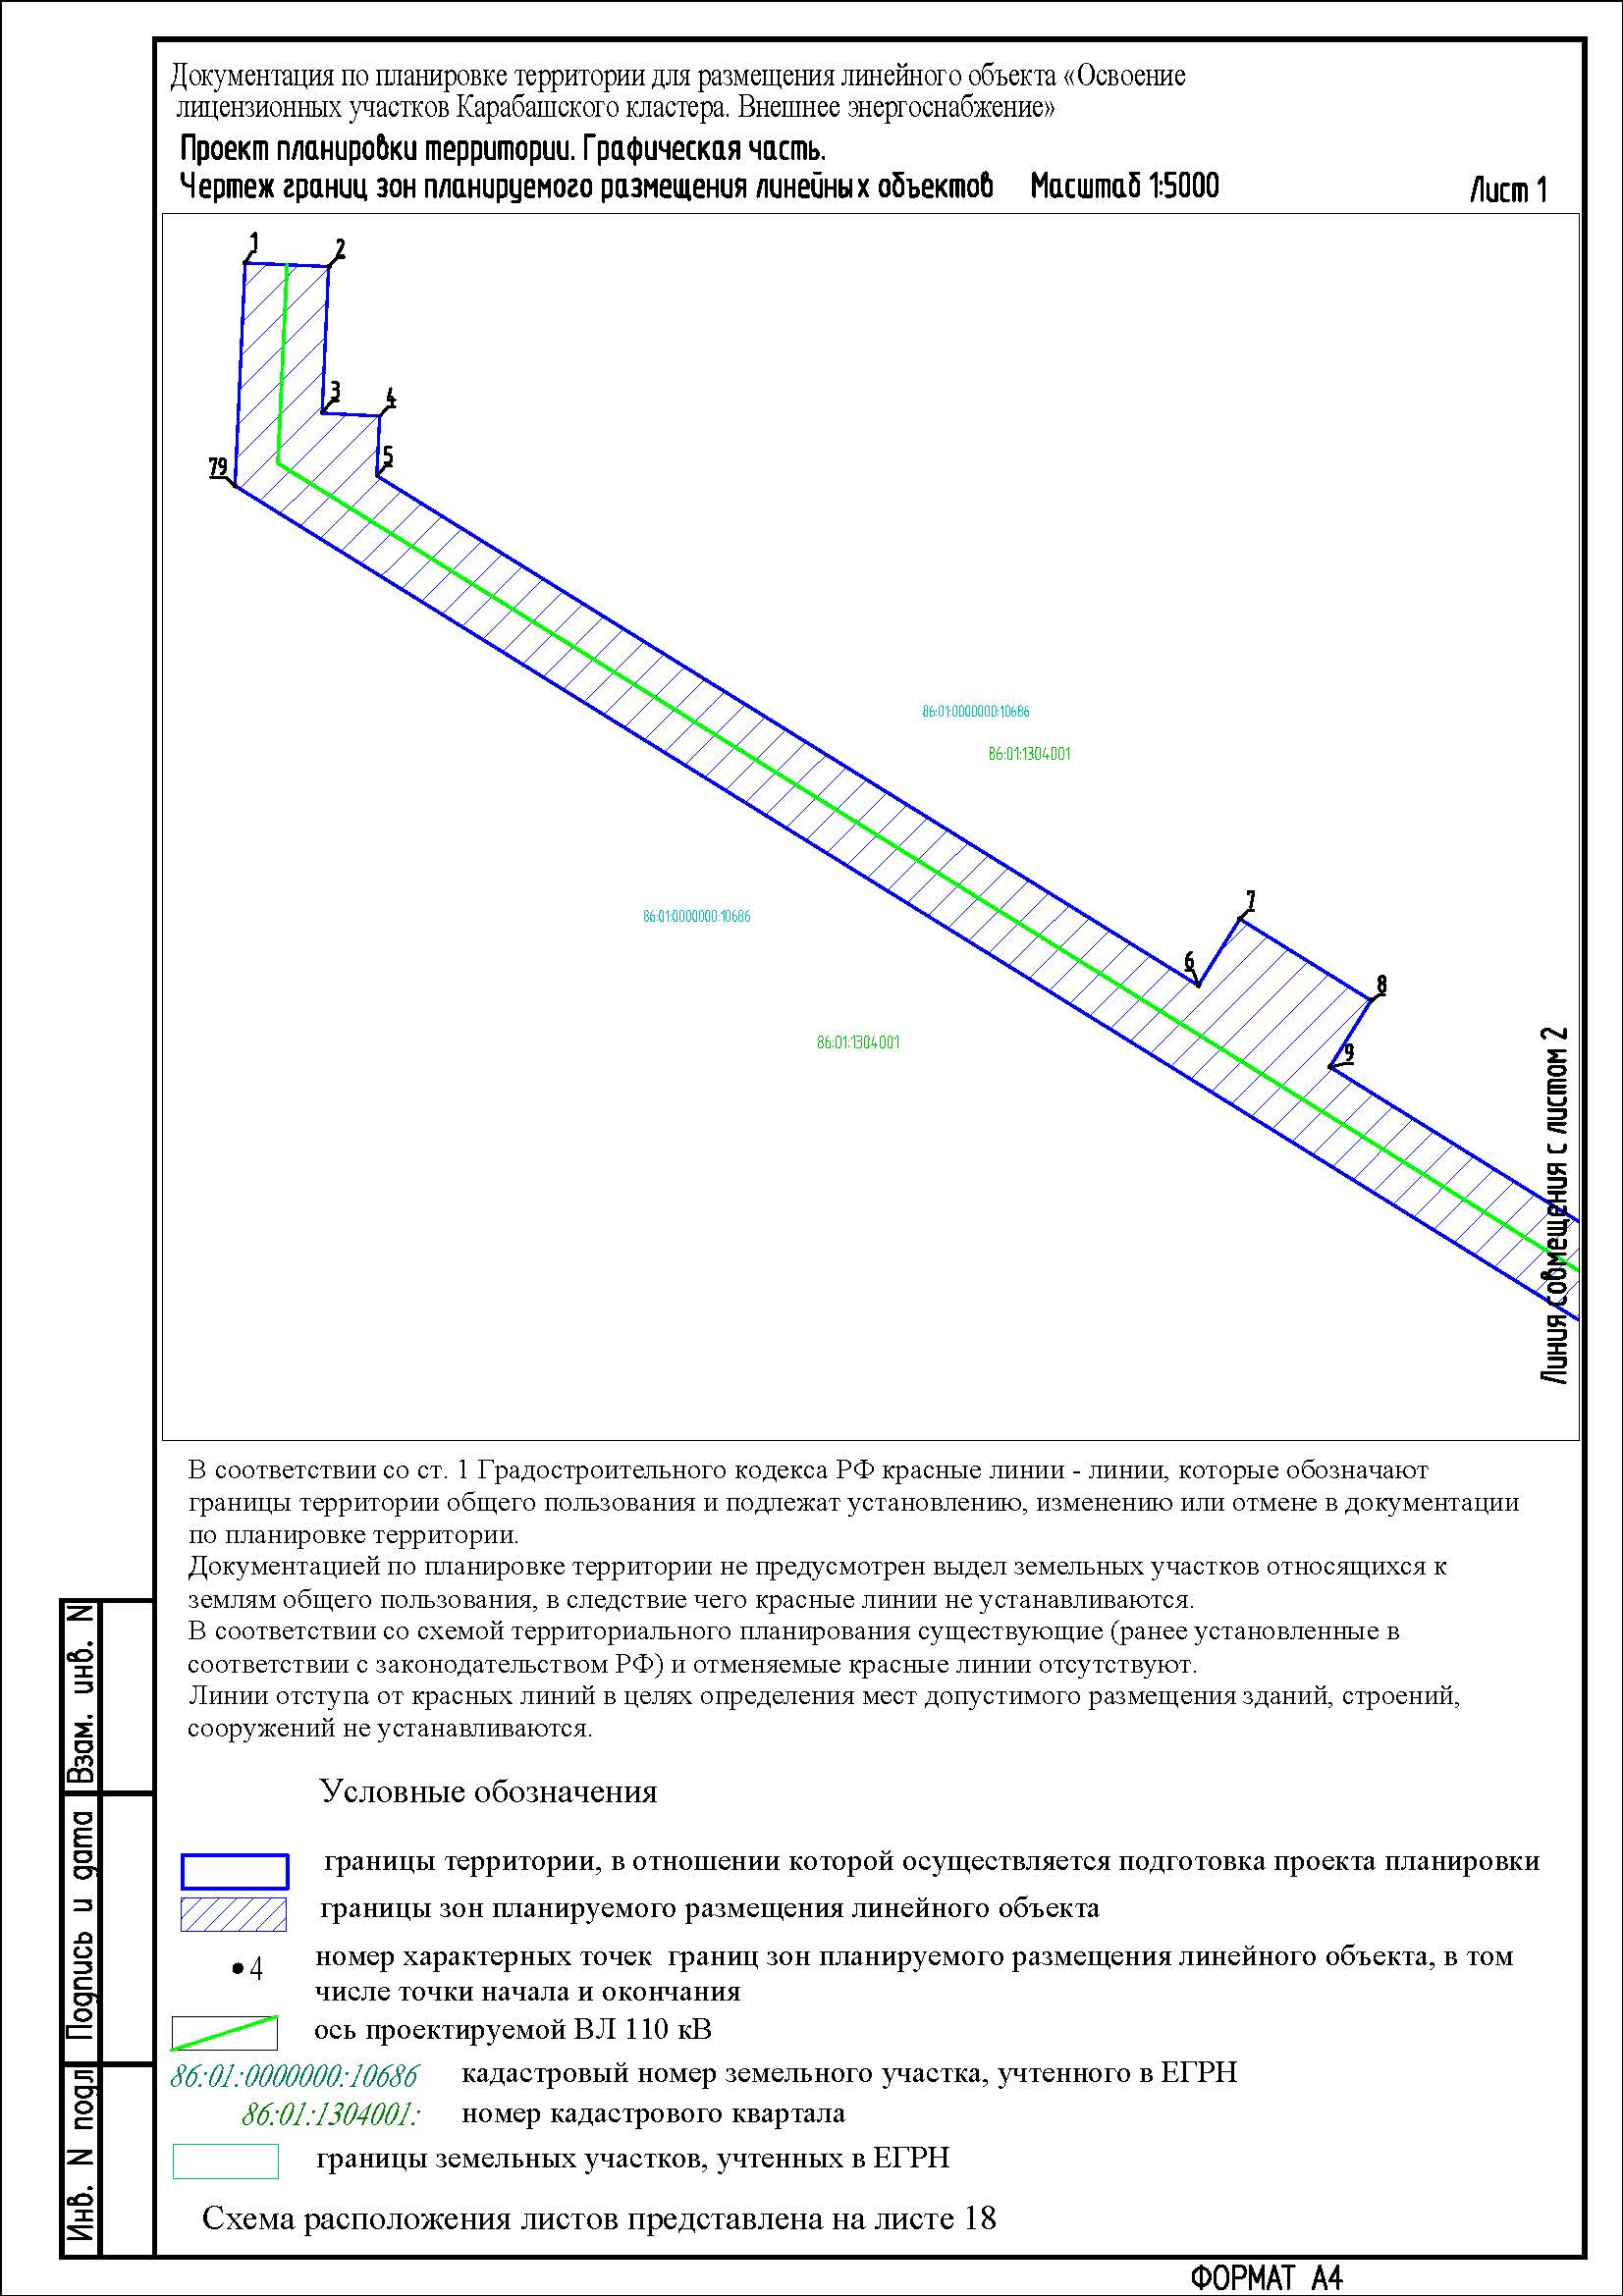 Документация по планировке территории для размещения линейного объекта «Освоение
лицензионных участков Карабашского кластера. Внешнее энергоснабжение»
Проект планировки территории. Графическая часть.
Чертеж границ зон планируемого размещения линейных объектов Масштаб 1:5000 Лист 1
1
2
3
4
5
79
86:01:0000000:10686
86:01:1304001
7
86:01:0000000:10686
6
8
86:01:1304001
9
Линия совмещения с листом 2
В соответствии со ст. 1 Градостроительного кодекса РФ красные линии - линии, которые обозначают
границы территории общего пользования и подлежат установлению, изменению или отмене в документации
по планировке территории.
Документацией по планировке территории не предусмотрен выдел земельных участков относящихся к
землям общего пользования, в следствие чего красные линии не устанавливаются.
В соответствии со схемой территориального планирования существующие (ранее установленные в
соответствии с законодательством РФ) и отменяемые красные линии отсутствуют.
Линии отступа от красных линий в целях определения мест допустимого размещения зданий, строений,
сооружений не устанавливаются.
Условные обозначения
границы территории, в отношении которой осуществляется подготовка проекта планировки
границы зон планируемого размещения линейного объекта
4 номер характерных точек границ зон планируемого размещения линейного объекта, в том
числе точки начала и окончания
ось проектируемой ВЛ 110 кВ
86:01:0000000:10686 кадастровый номер земельного участка, учтенного в ЕГРН
86:01:1304001: номер кадастрового квартала
границы земельных участков, учтенных в ЕГРН
Схема расположения листов представлена на листе 18
Взам. инв. N
Подпись и дата
Инв. N подл
ФОРМАТ А4